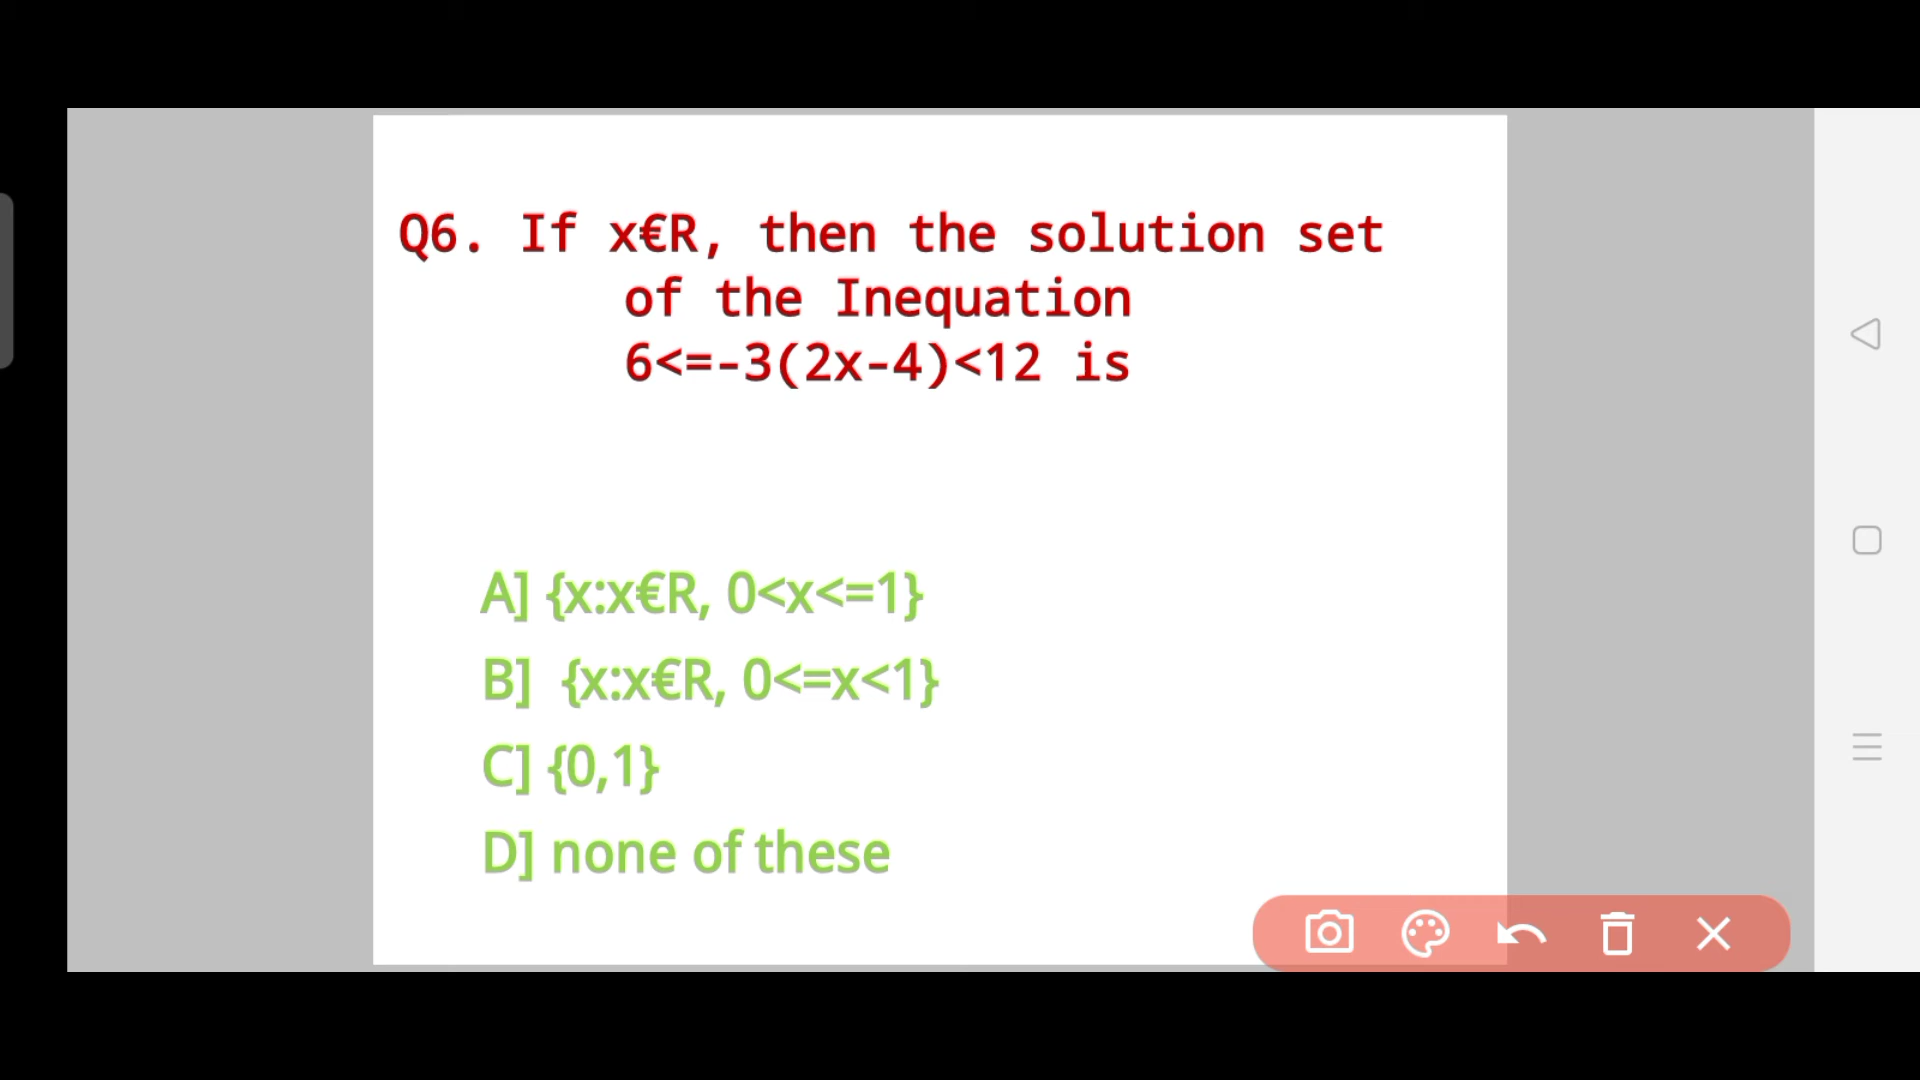 Q6. If x€R, then the solution set
of the Inequation
6<=-3(2x-4)<12 is
A] {x:x€R, 0<x<=1}
B] {x:x€R, 0<=x<1}
C] {0,1}
D] none of these